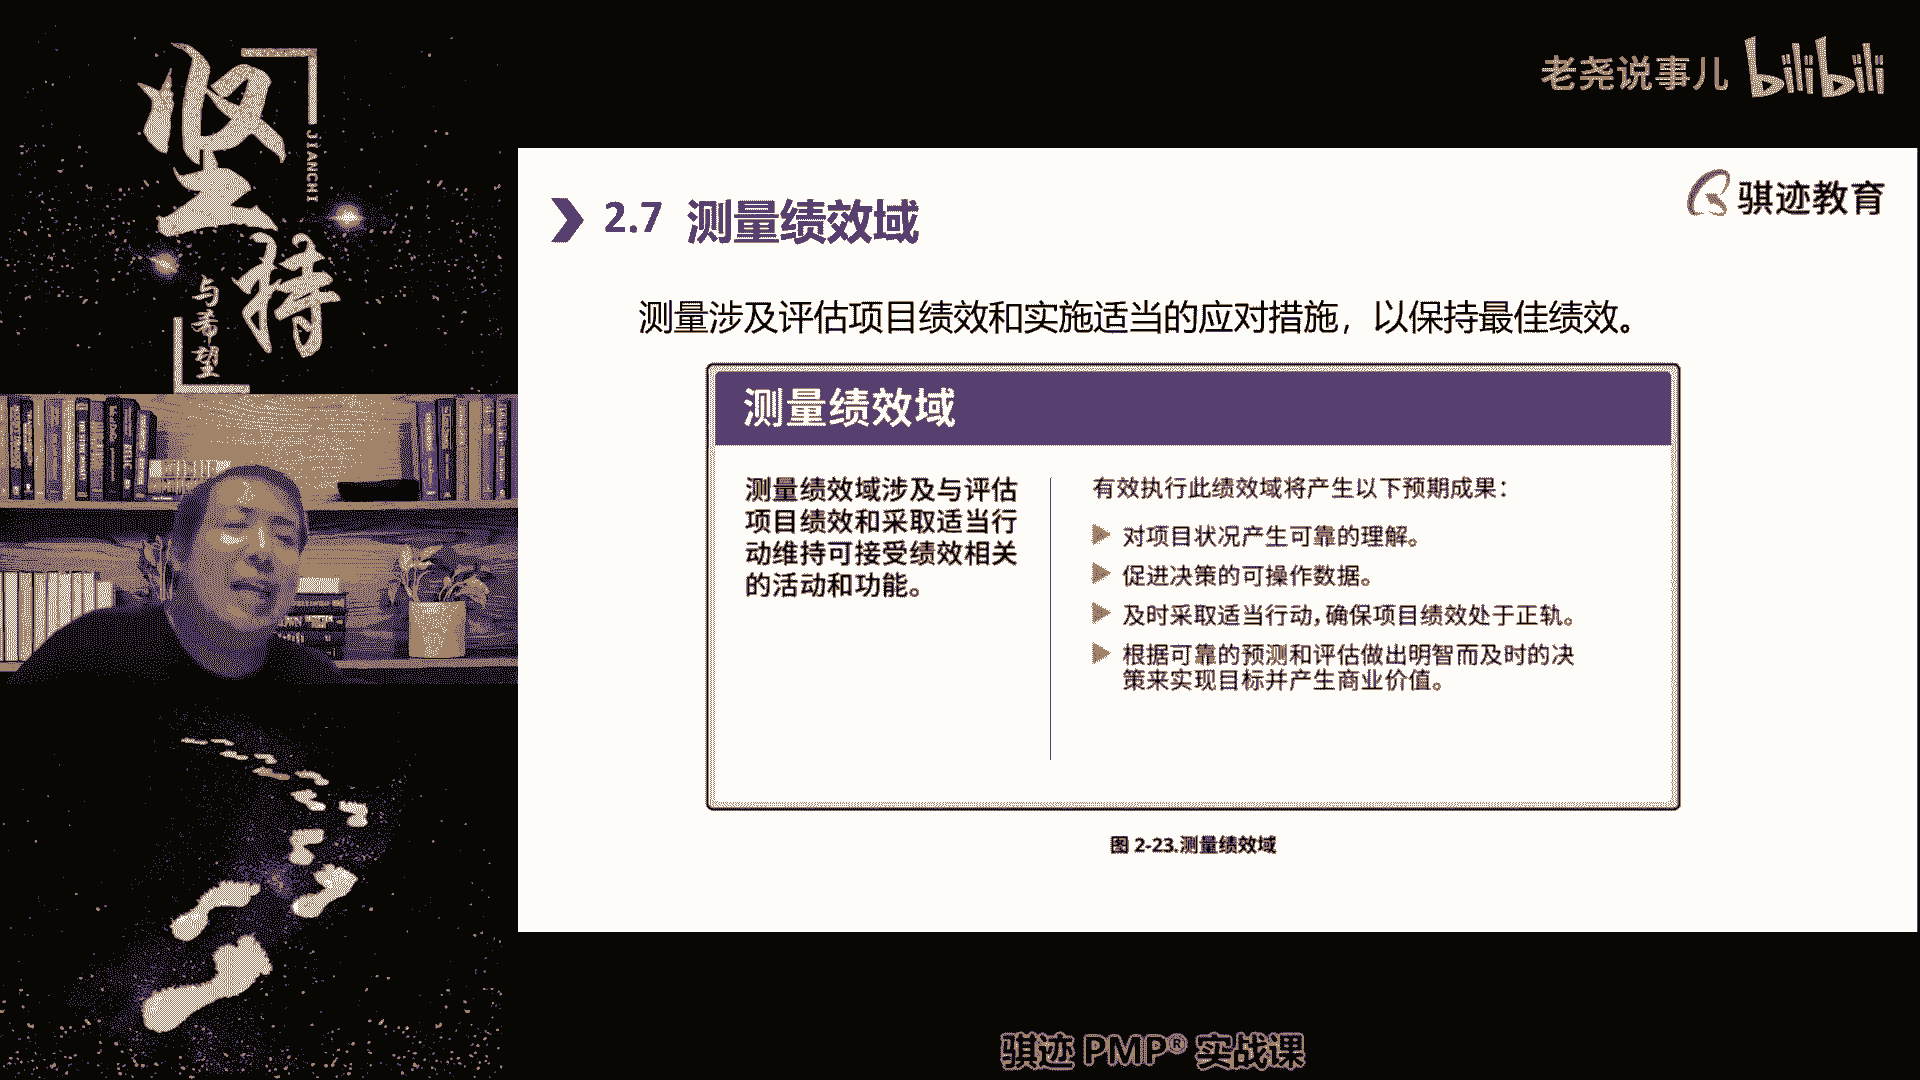 坚持
JIANCHI
与希望
老尧说事儿 bilibili
骐迹教育
2.7 测量绩效域
测量涉及评估项目绩效和实施适当的应对措施，以保持最佳绩效。
测量绩效域
测量绩效域涉及与评估
项目绩效和采取适当行
动维持可接受绩效相关
的活动和功能。
有效执行此绩效域将产生以下预期成果：
对项目状况产生可靠的理解。
促进决策的可操作数据。
及时采取适当行动，确保项目绩效处于正轨。
根据可靠的预测和评估做出明智而及时的决
策来实现目标并产生商业价值。
图 2-23.测量绩效域
骐迹 PMP® 实战课